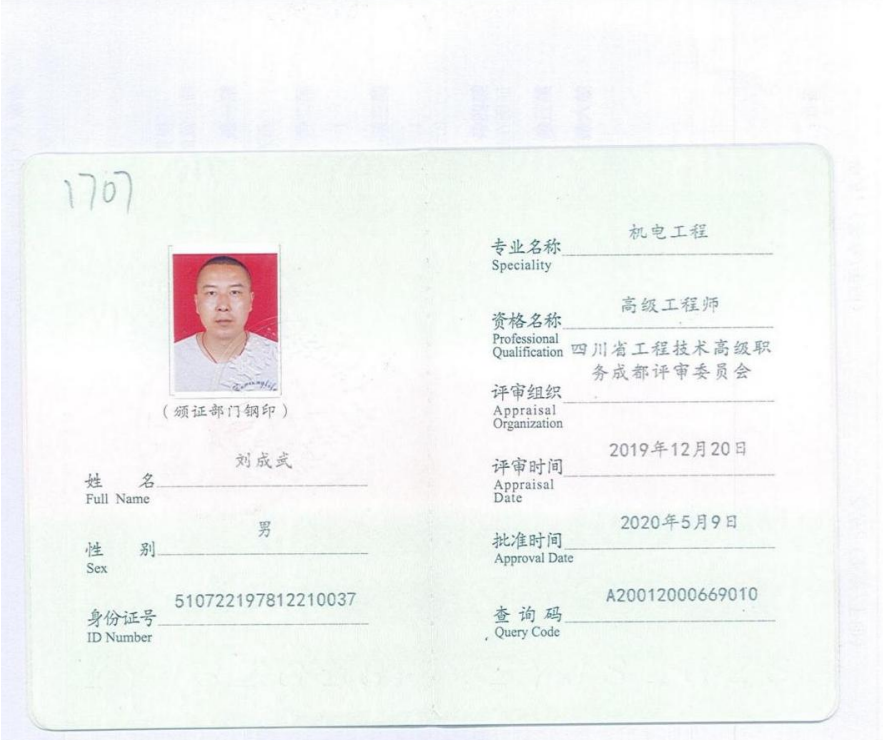 1707
(颁证部门钢印)
姓 名 刘成武
Full Name
性 别 男
Sex
身份证号 510722197812210037
ID Number
专业名称 机电工程
Speciality
资格名称 高级工程师
Professional
Qualification
四川省工程技术高级职
务成都评审委员会
评审组织
Appraisal
Organization
评审时间 2019年12月20日
Appraisal
Date
批准时间 2020年5月9日
Approval Date
查询码 A20012000669010
Query Code